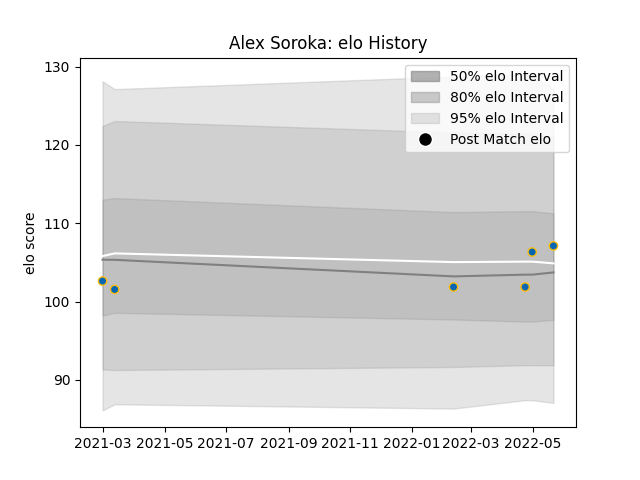 Alex Soroka: elo History
130
120
110
100
90
elo score
50% elo Interval
80% elo Interval
95% elo Interval
Post Match elo
2021-03 2021-05 2021-07 2021-09 2021-11 2022-01 2022-03 2022-05